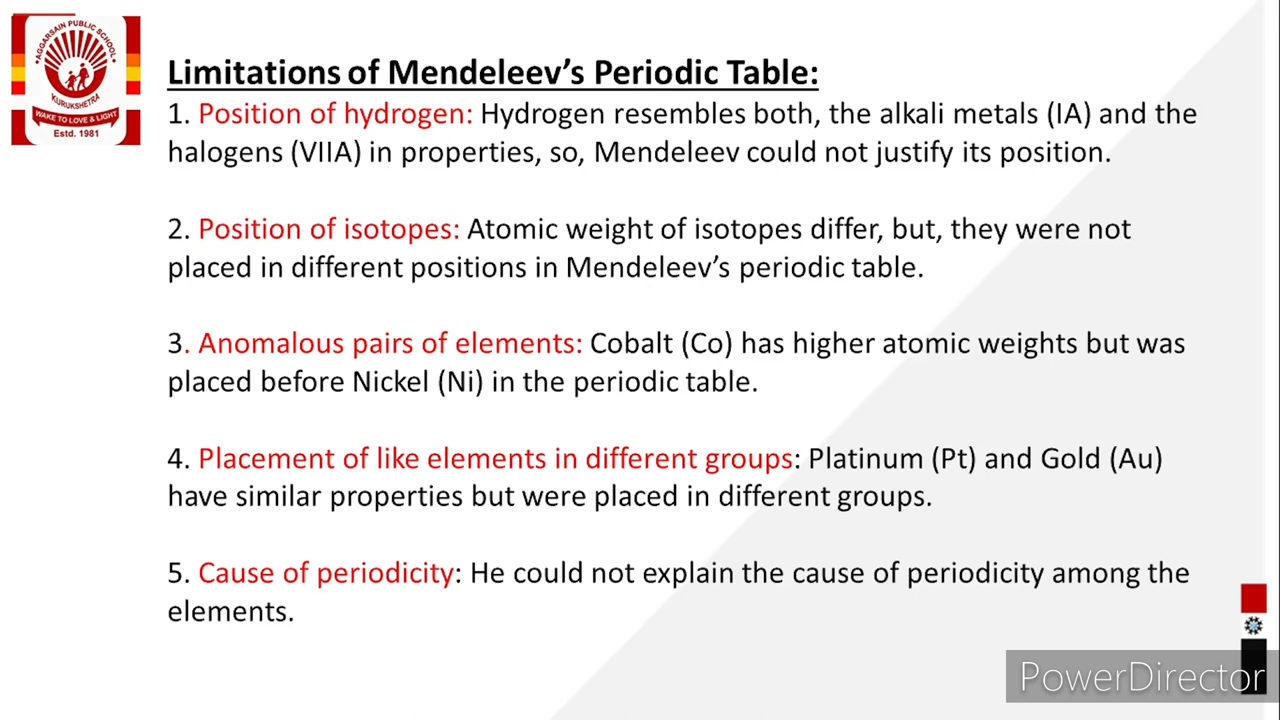 AGGARSAIN PUBLIC SCHOOL
KURUKSHETRA
WAKE TO LOVE & LIGHT
Estd. 1981
Limitations of Mendeleev’s Periodic Table:
1. Position of hydrogen: Hydrogen resembles both, the alkali metals (IA) and the
halogens (VIIA) in properties, so, Mendeleev could not justify its position.
2. Position of isotopes: Atomic weight of isotopes differ, but, they were not
placed in different positions in Mendeleev’s periodic table.
3. Anomalous pairs of elements: Cobalt (Co) has higher atomic weights but was
placed before Nickel (Ni) in the periodic table.
4. Placement of like elements in different groups: Platinum (Pt) and Gold (Au)
have similar properties but were placed in different groups.
5. Cause of periodicity: He could not explain the cause of periodicity among the
elements.
PowerDirector